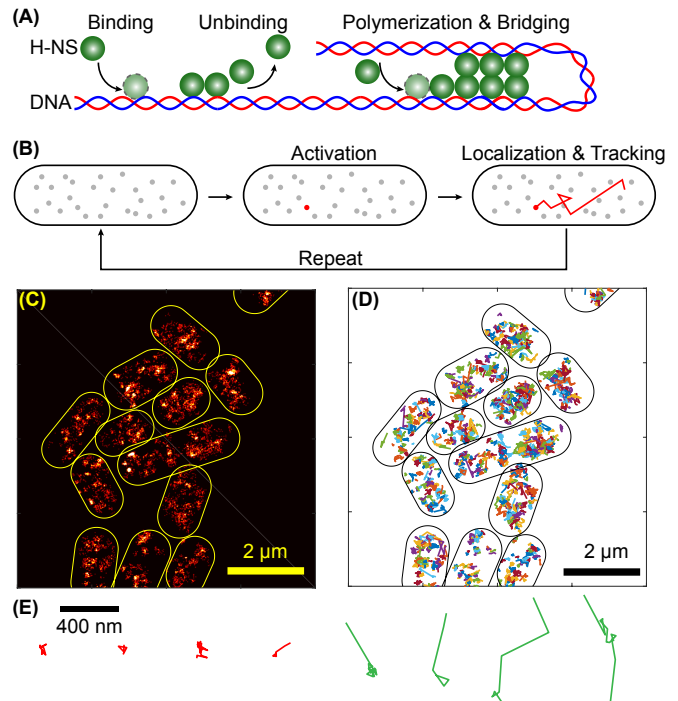 (A) Binding Unbinding Polymerization & Bridging
H-NS
DNA
(B) Activation Localization & Tracking
Repeat
(C) (D)
2 μm 2 μm
(E)
400 nm